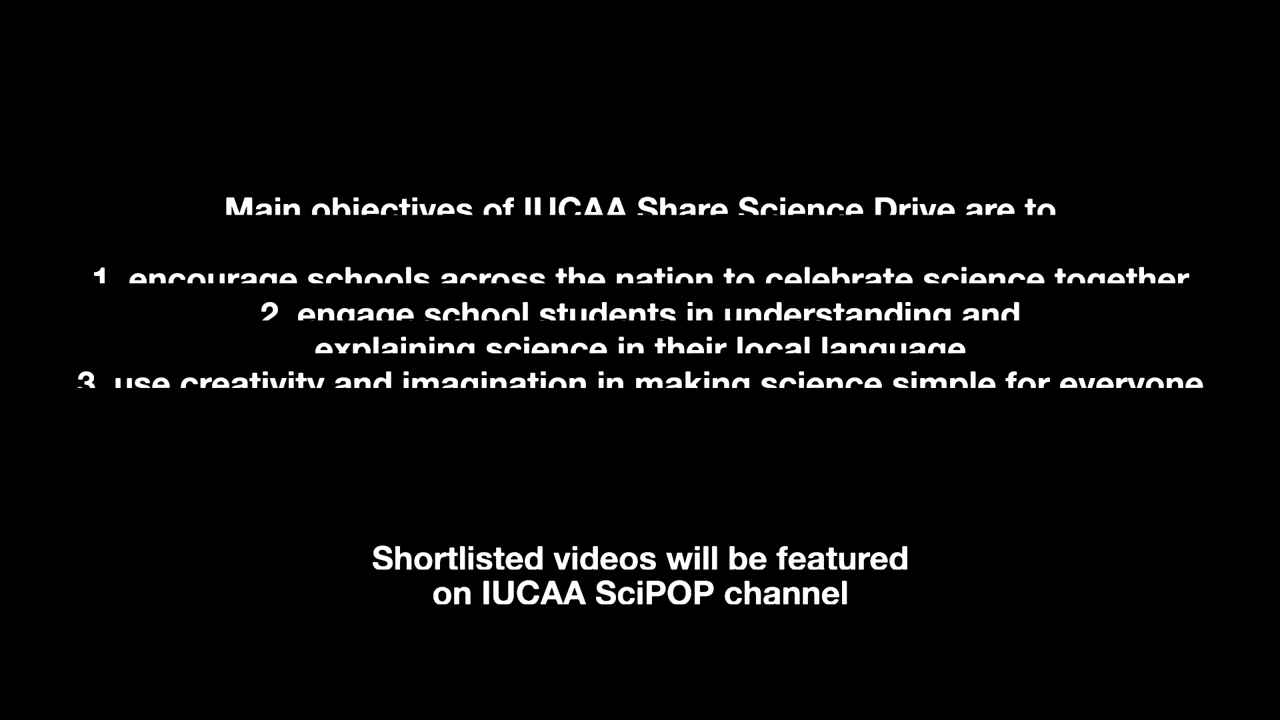 Main objectives of IUCAA Share Science Drive are to
1. encourage schools across the nation to celebrate science together
2. engage school students in understanding and
explaining science in their local language
3. use creativity and imagination in making science simple for everyone
Shortlisted videos will be featured
on IUCAA SciPOP channel